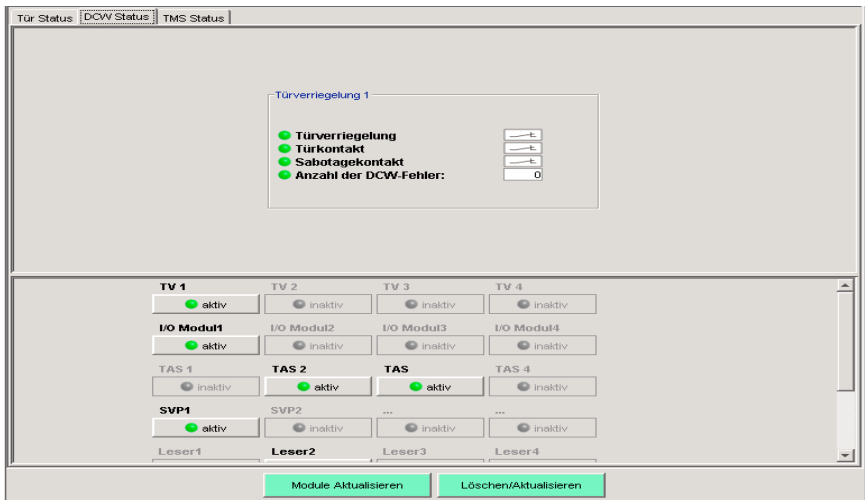 Tür Status DCW Status TMS Status
Türverriegelung 1
Türverriegelung
Türkontakt
Sabotagekontakt
Anzahl der DCW-Fehler: 0
TV 1 TV 2 TV 3 TV 4
aktiv inaktiv inaktiv inaktiv
I/O Modul1 I/O Modul2 I/O Modul3 I/O Modul4
aktiv inaktiv inaktiv inaktiv
TAS 1 TAS 2 TAS TAS 4
inaktiv aktiv aktiv inaktiv
SVP1 SVP2 ... ...
aktiv inaktiv inaktiv inaktiv
Leser1 Leser2 Leser3 Leser4
Module Aktualisieren Löschen/Aktualisieren